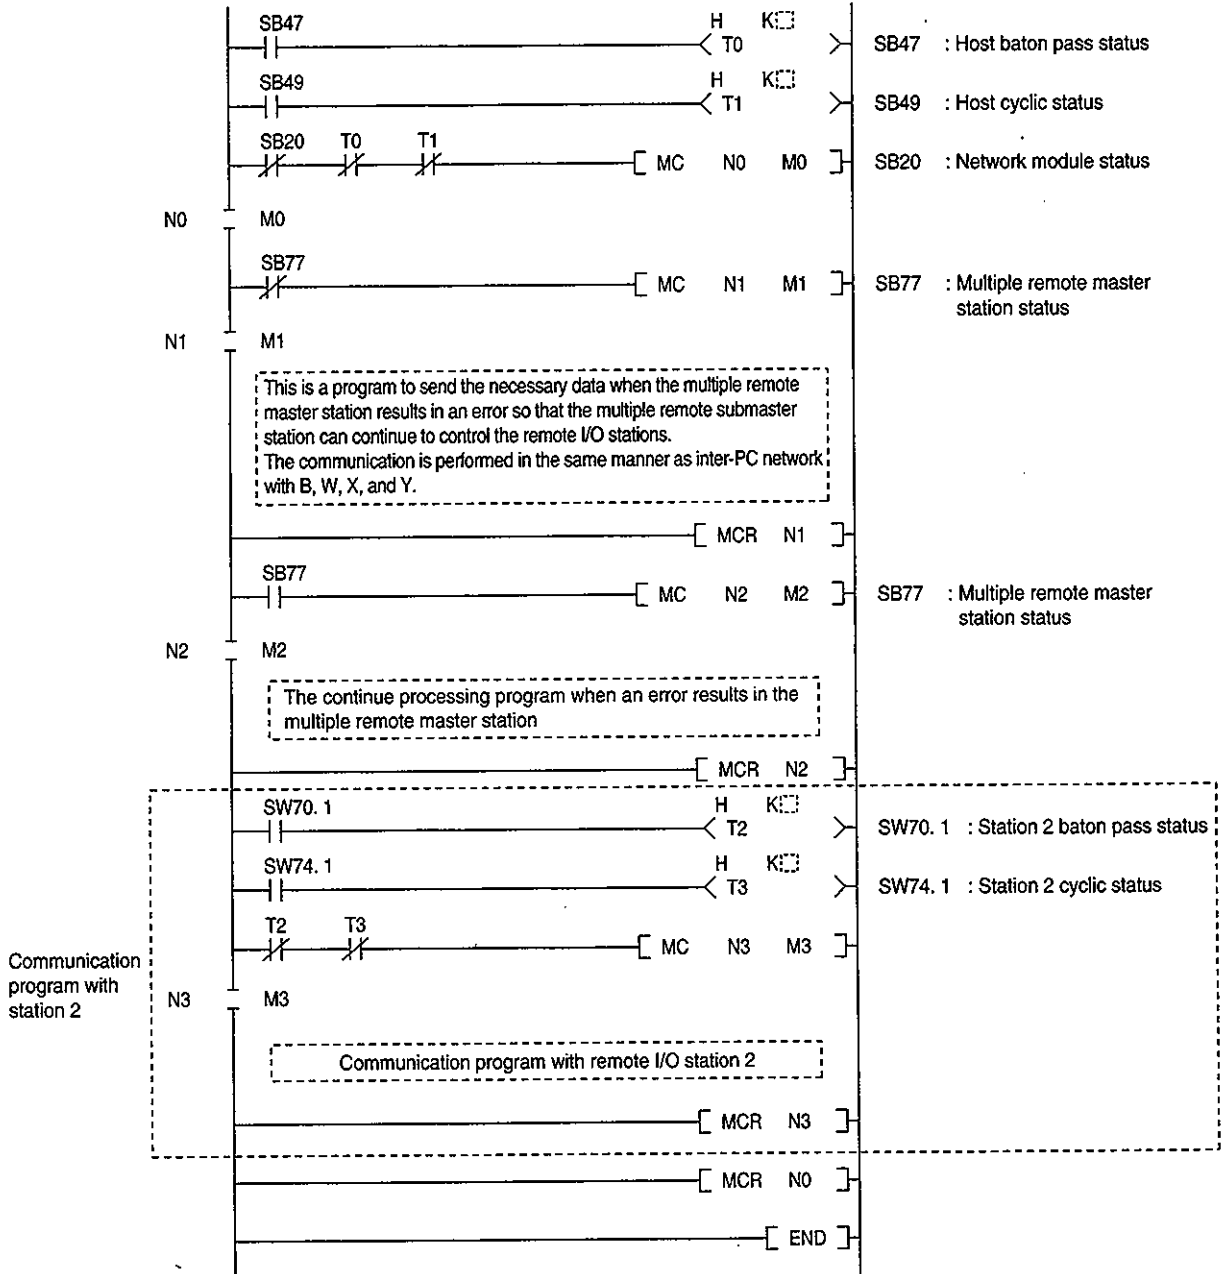 SB47 H K
T0 SB47 : Host baton pass status
SB49 H K
T1 SB49 : Host cyclic status
SB20 T0 T1 MC N0 M0 SB20 : Network module status
N0 M0
SB77 MC N1 M1 SB77 : Multiple remote master
station status
N1 M1
This is a program to send the necessary data when the multiple remote
master station results in an error so that the multiple remote submaster
station can continue to control the remote I/O stations.
The communication is performed in the same manner as inter-PC network
with B, W, X, and Y.
MCR N1
SB77 MC N2 M2 SB77 : Multiple remote master
station status
N2 M2
The continue processing program when an error results in the
multiple remote master station
MCR N2
SW70. 1 H K
T2 SW70. 1 : Station 2 baton pass status
SW74. 1 H K
T3 SW74. 1 : Station 2 cyclic status
T2 T3 MC N3 M3
Communication
program with
station 2
N3 M3
Communication program with remote I/O station 2
MCR N3
MCR N0
END